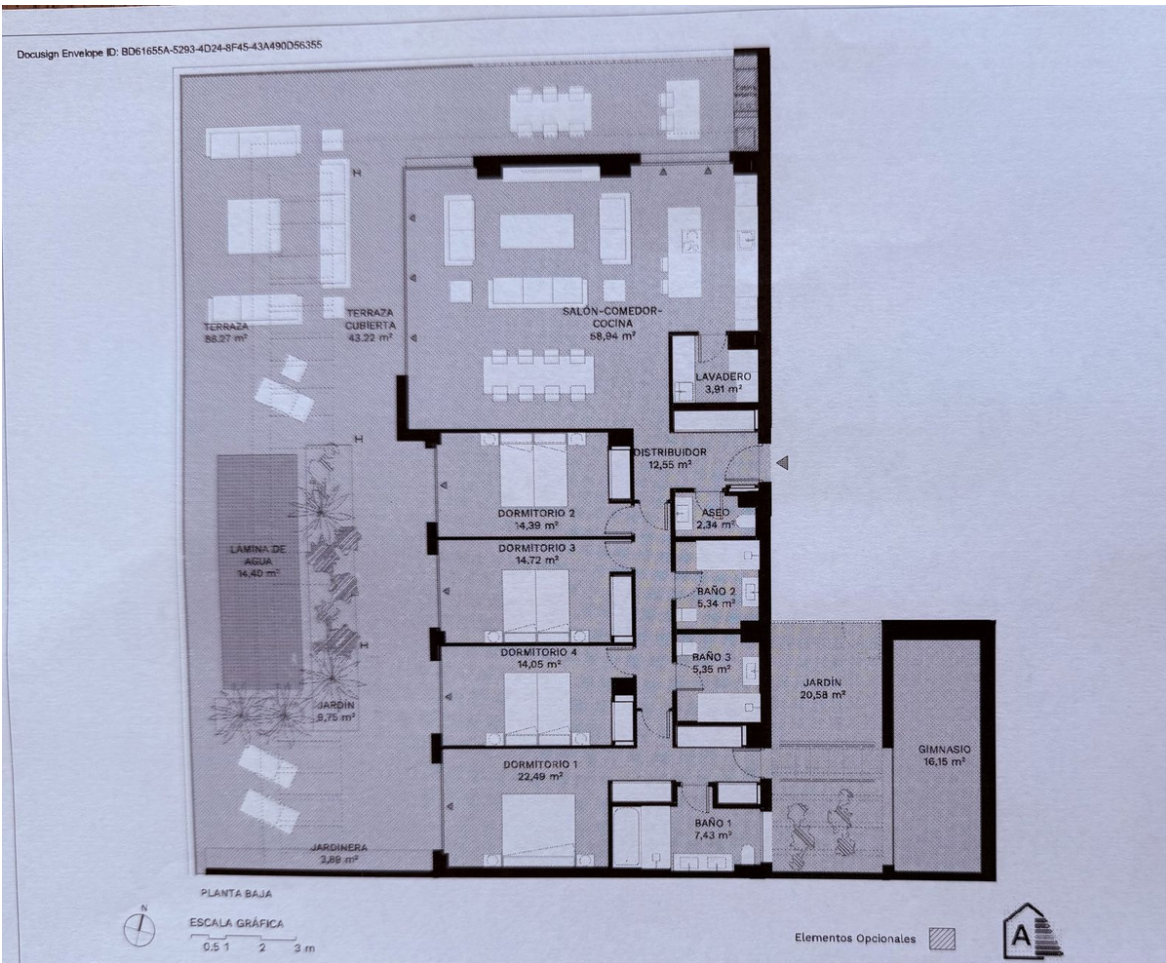 Docusign Envelope ID: BD61655A-5293-4D24-8F45-43A490D56355
TERRAZA
88.27 m²
TERRAZA
CUBIERTA
43.22 m²
SALÓN-COMEDOR-
COCINA
68,94 m²
LAVADERO
3,91 m²
DISTRIBUIDOR
12,55 m²
DORMITORIO 2
14,39 m²
ASEO
2,34 m²
DORMITORIO 3
14.72 m²
LAMINA DE
AGUA
14,40 m²
BAÑO 2
5,34 m²
DORMITORIO 4
14,05 m²
BAÑO 3
5,35 m²
JARDÍN
20,58 m²
JARDÍN
9,75 m²
GIMNASIO
16,15 m²
DORMITORIO 1
22,49 m²
BAÑO 1
7,43 m²
JARDINERA
3,89 m²
PLANTA BAJA
N
ESCALA GRÁFICA
0.5 1 2 3 m
Elementos Opcionales
A